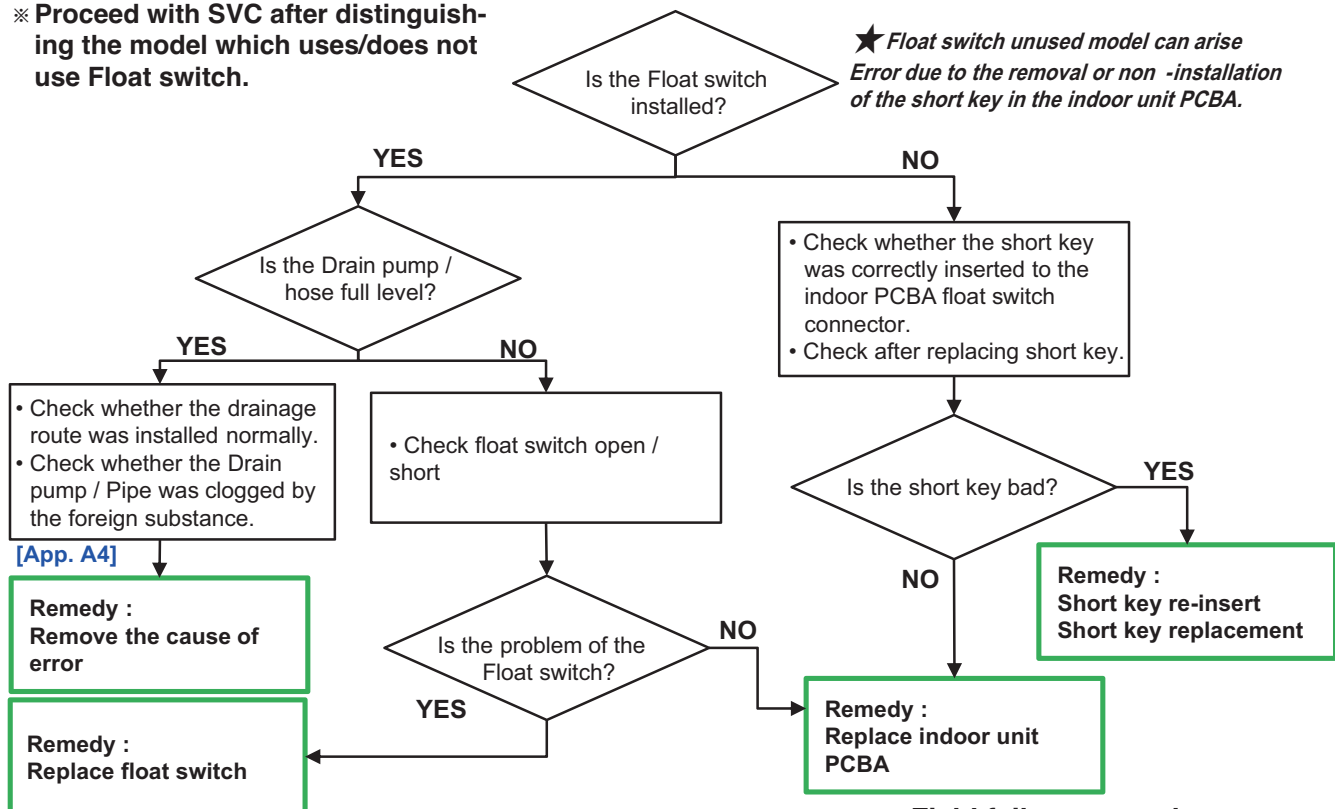 ※ Proceed with SVC after distinguish-
ing the model which uses/does not
use Float switch.
Is the Float switch
installed?
★ Float switch unused model can arise
Error due to the removal or non -installation
of the short key in the indoor unit PCBA.
YES
NO
Is the Drain pump /
hose full level?
• Check whether the short key
was correctly inserted to the
indoor PCBA float switch
connector.
• Check after replacing short key.
YES
NO
• Check whether the drainage
route was installed normally.
• Check whether the Drain
pump / Pipe was clogged by
the foreign substance.
• Check float switch open /
short
Is the short key bad?
YES
NO
[App. A4]
Remedy :
Remove the cause of
error
Remedy :
Short key re-insert
Short key replacement
Is the problem of the
Float switch?
NO
YES
Remedy :
Replace float switch
Remedy :
Replace indoor unit
PCBA